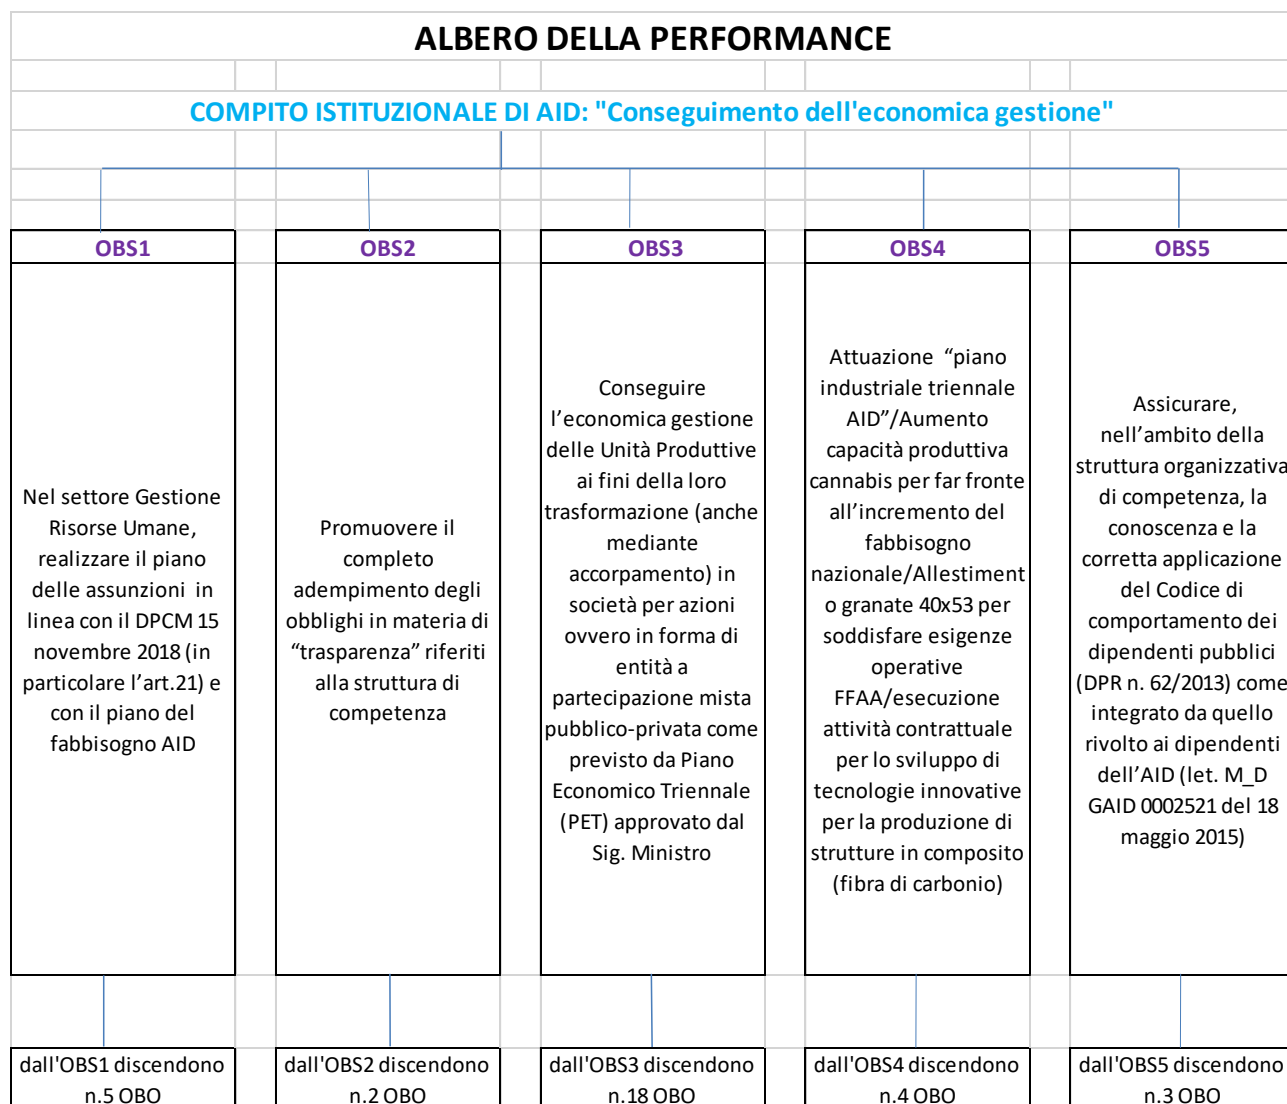 ALBERO DELLA PERFORMANCE
COMPITO ISTITUZIONALE DI AID: "Conseguimento dell'economica gestione"
OBS1
Nel settore Gestione
Risorse Umane,
realizzare il piano
delle assunzioni in
linea con il DPCM 15
novembre 2018 (in
particolare l’art.21) e
con il piano del
fabbisogno AID
dall'OBS1 discendono
n.5 OBO
OBS2
Promuovere il
completo
adempimento degli
obblighi in materia di
“trasparenza” riferiti
alla struttura di
competenza
dall'OBS2 discendono
n.2 OBO
OBS3
Conseguire
l’economica gestione
delle Unità Produttive
ai fini della loro
trasformazione (anche
mediante
accorpamento) in
società per azioni
ovvero in forma di
entità a
partecipazione mista
pubblico-privata come
previsto da Piano
Economico Triennale
(PET) approvato dal
Sig. Ministro
dall'OBS3 discendono
n.18 OBO
OBS4
Attuazione “piano
industriale triennale
AID”/Aumento
capacità produttiva
cannabis per far fronte
all’incremento del
fabbisogno
nazionale/Allestiment
o granate 40x53 per
soddisfare esigenze
operative
FFAA/esecuzione
attività contrattuale
per lo sviluppo di
tecnologie innovative
per la produzione di
strutture in composito
(fibra di carbonio)
dall'OBS4 discendono
n.4 OBO
OBS5
Assicurare,
nell’ambito della
struttura organizzativa
di competenza, la
conoscenza e la
corretta applicazione
del Codice di
comportamento dei
dipendenti pubblici
(DPR n. 62/2013) come
integrato da quello
rivolto ai dipendenti
dell’AID (let. M_D
GAID 0002521 del 18
maggio 2015)
dall'OBS5 discendono
n.3 OBO